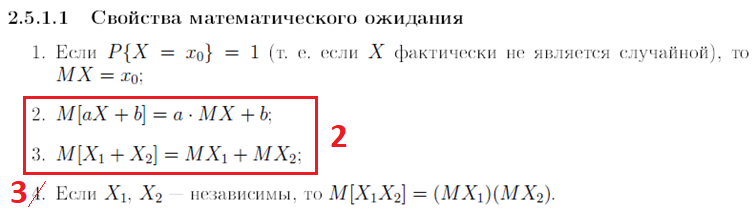 2.5.1.1 Свойства математического ожидания
1. Если P{X = x₀} = 1 (т. е. если X фактически не является случайной), то
MX = x₀;
2. M[aX + b] = a · MX + b;
2
3. M[X₁ + X₂] = MX₁ + MX₂;
3 4. Если X₁, X₂ — независимы, то M[X₁X₂] = (MX₁)(MX₂).